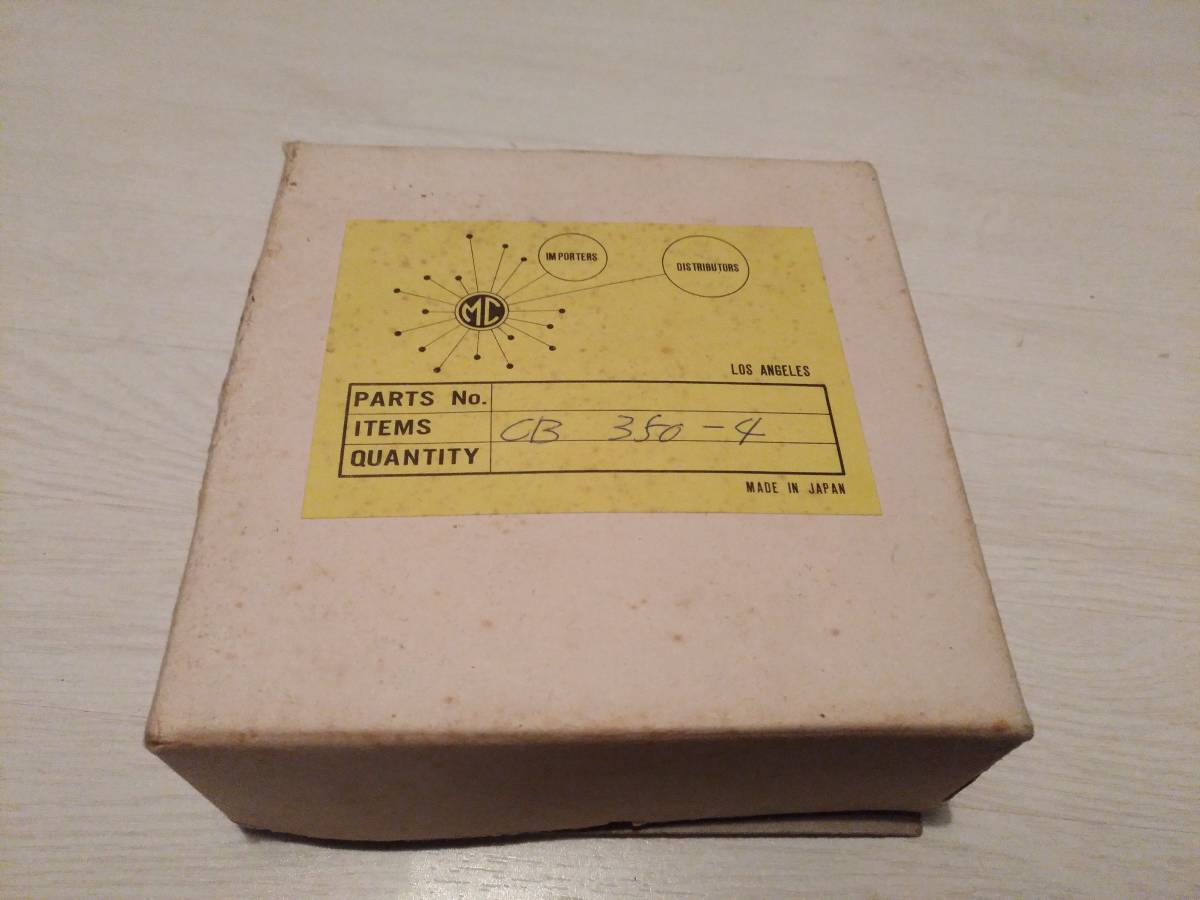 IMPORTERS
DISTRIBUTORS
MC
LOS ANGELES
PARTS No.
ITEMS CB 350-4
QUANTITY
MADE IN JAPAN